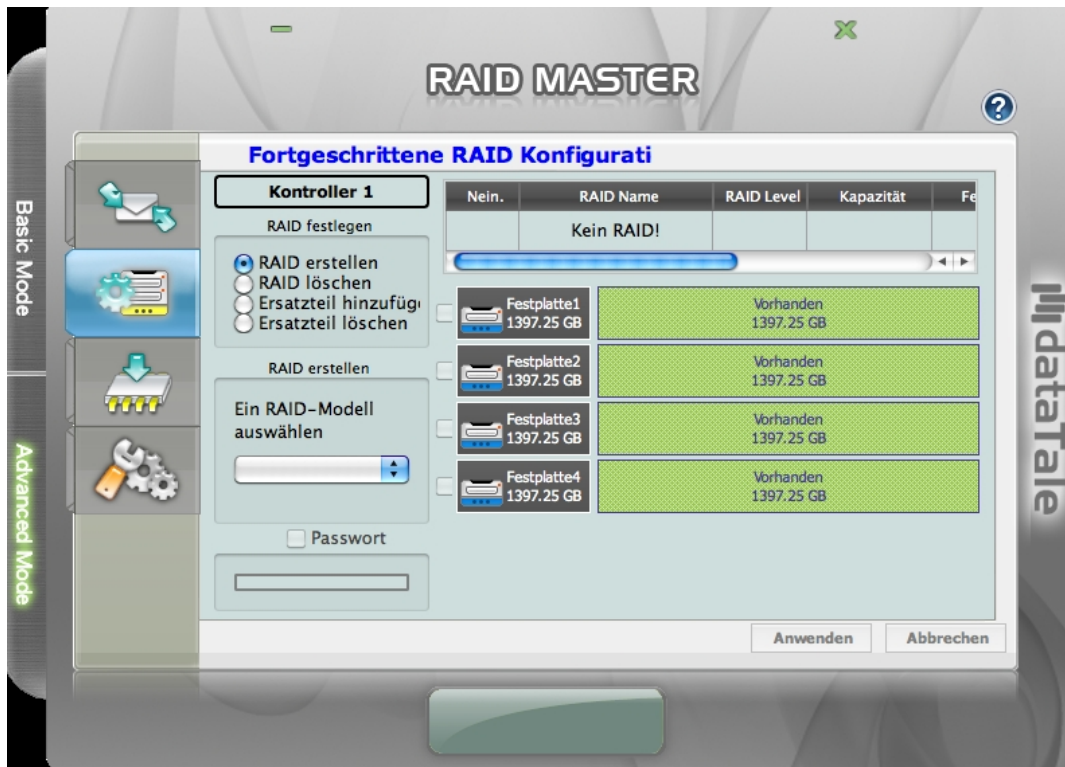 RAID MASTER
Basic Mode
Advanced Mode
Fortgeschrittene RAID Konfigurati
Kontroller 1
RAID festlegen
RAID erstellen
RAID löschen
Ersatzteil hinzufüg
Ersatzteil löschen
RAID erstellen
Ein RAID-Modell
auswählen
Passwort
Nein. RAID Name RAID Level Kapazität Fe
Kein RAID!
Festplatte1
1397.25 GB
Vorhanden
1397.25 GB
Festplatte2
1397.25 GB
Vorhanden
1397.25 GB
Festplatte3
1397.25 GB
Vorhanden
1397.25 GB
Festplatte4
1397.25 GB
Vorhanden
1397.25 GB
Anwenden Abbrechen
dataTale